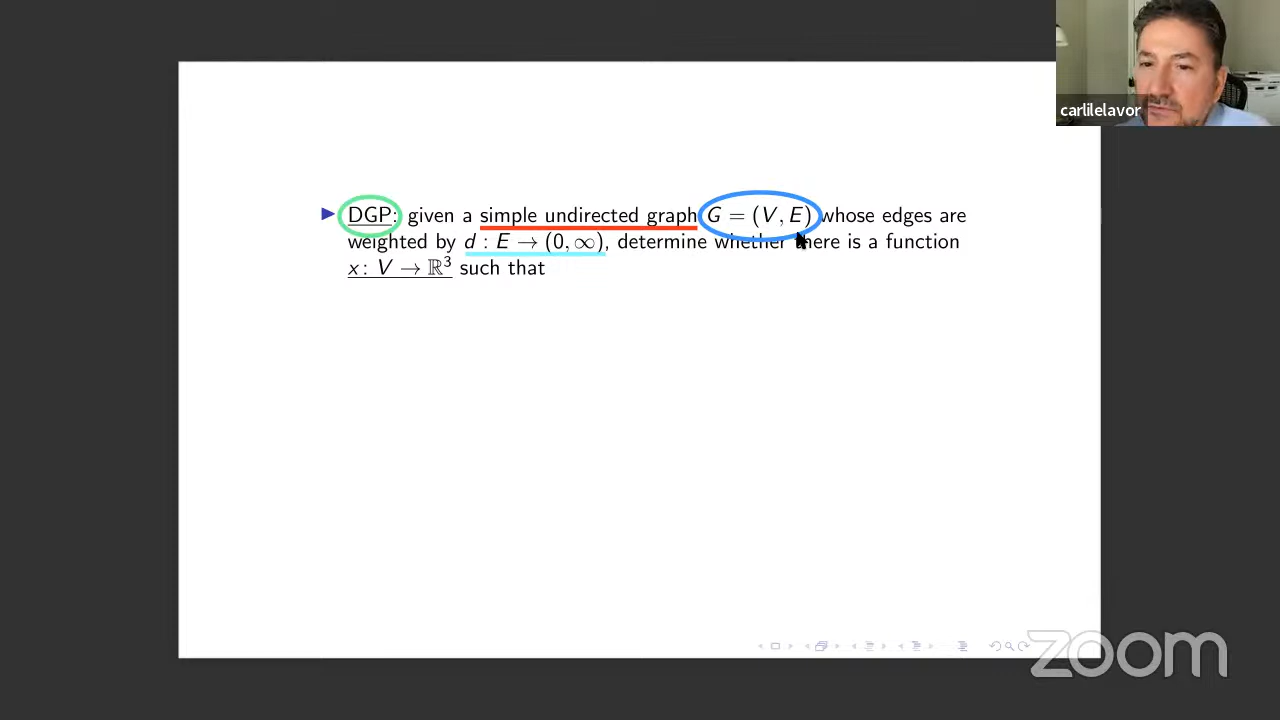 carlilelavor
▶ DGP: given a simple undirected graph G = (V, E) whose edges are
weighted by d : E → (0, ∞), determine whether there is a function
x : V → ℝ³ such that
zoom